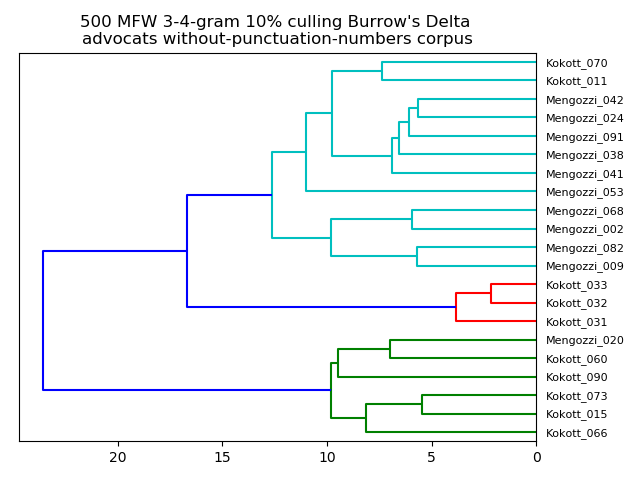 500 MFW 3-4-gram 10% culling Burrow's Delta
advocats without-punctuation-numbers corpus
Kokott_070
Kokott_011
Mengozzi_042
Mengozzi_024
Mengozzi_091
Mengozzi_038
Mengozzi_041
Mengozzi_053
Mengozzi_068
Mengozzi_002
Mengozzi_082
Mengozzi_009
Kokott_033
Kokott_032
Kokott_031
Mengozzi_020
Kokott_060
Kokott_090
Kokott_073
Kokott_015
Kokott_066
20 15 10 5 0